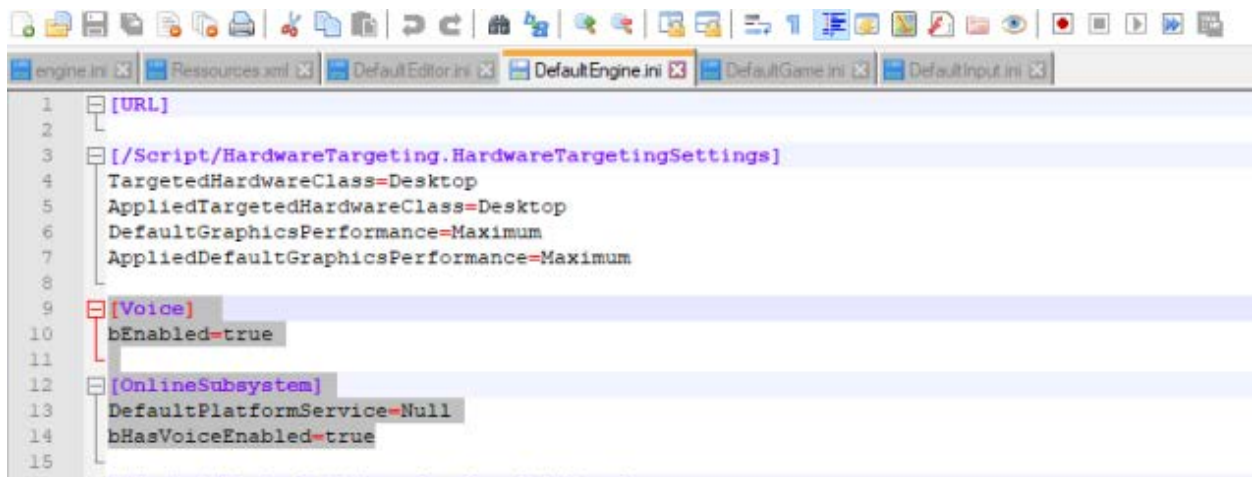 engine.ini
Ressources.xml
DefaultEditor.ini
DefaultEngine.ini
DefaultGame.ini
DefaultInput.ini
1 [URL]
2
3 [/Script/HardwareTargeting.HardwareTargetingSettings]
4 TargetedHardwareClass=Desktop
5 AppliedTargetedHardwareClass=Desktop
6 DefaultGraphicsPerformance=Maximum
7 AppliedDefaultGraphicsPerformance=Maximum
8
9 [Voice]
10 bEnabled=true
11
12 [OnlineSubsystem]
13 DefaultPlatformService=Null
14 bHasVoiceEnabled=true
15